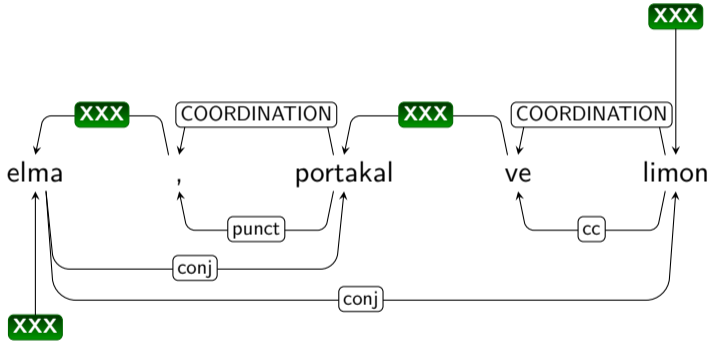 XXX
XXX COORDINATION XXX COORDINATION
elma , portakal ve limon
punct cc
conj
conj
XXX